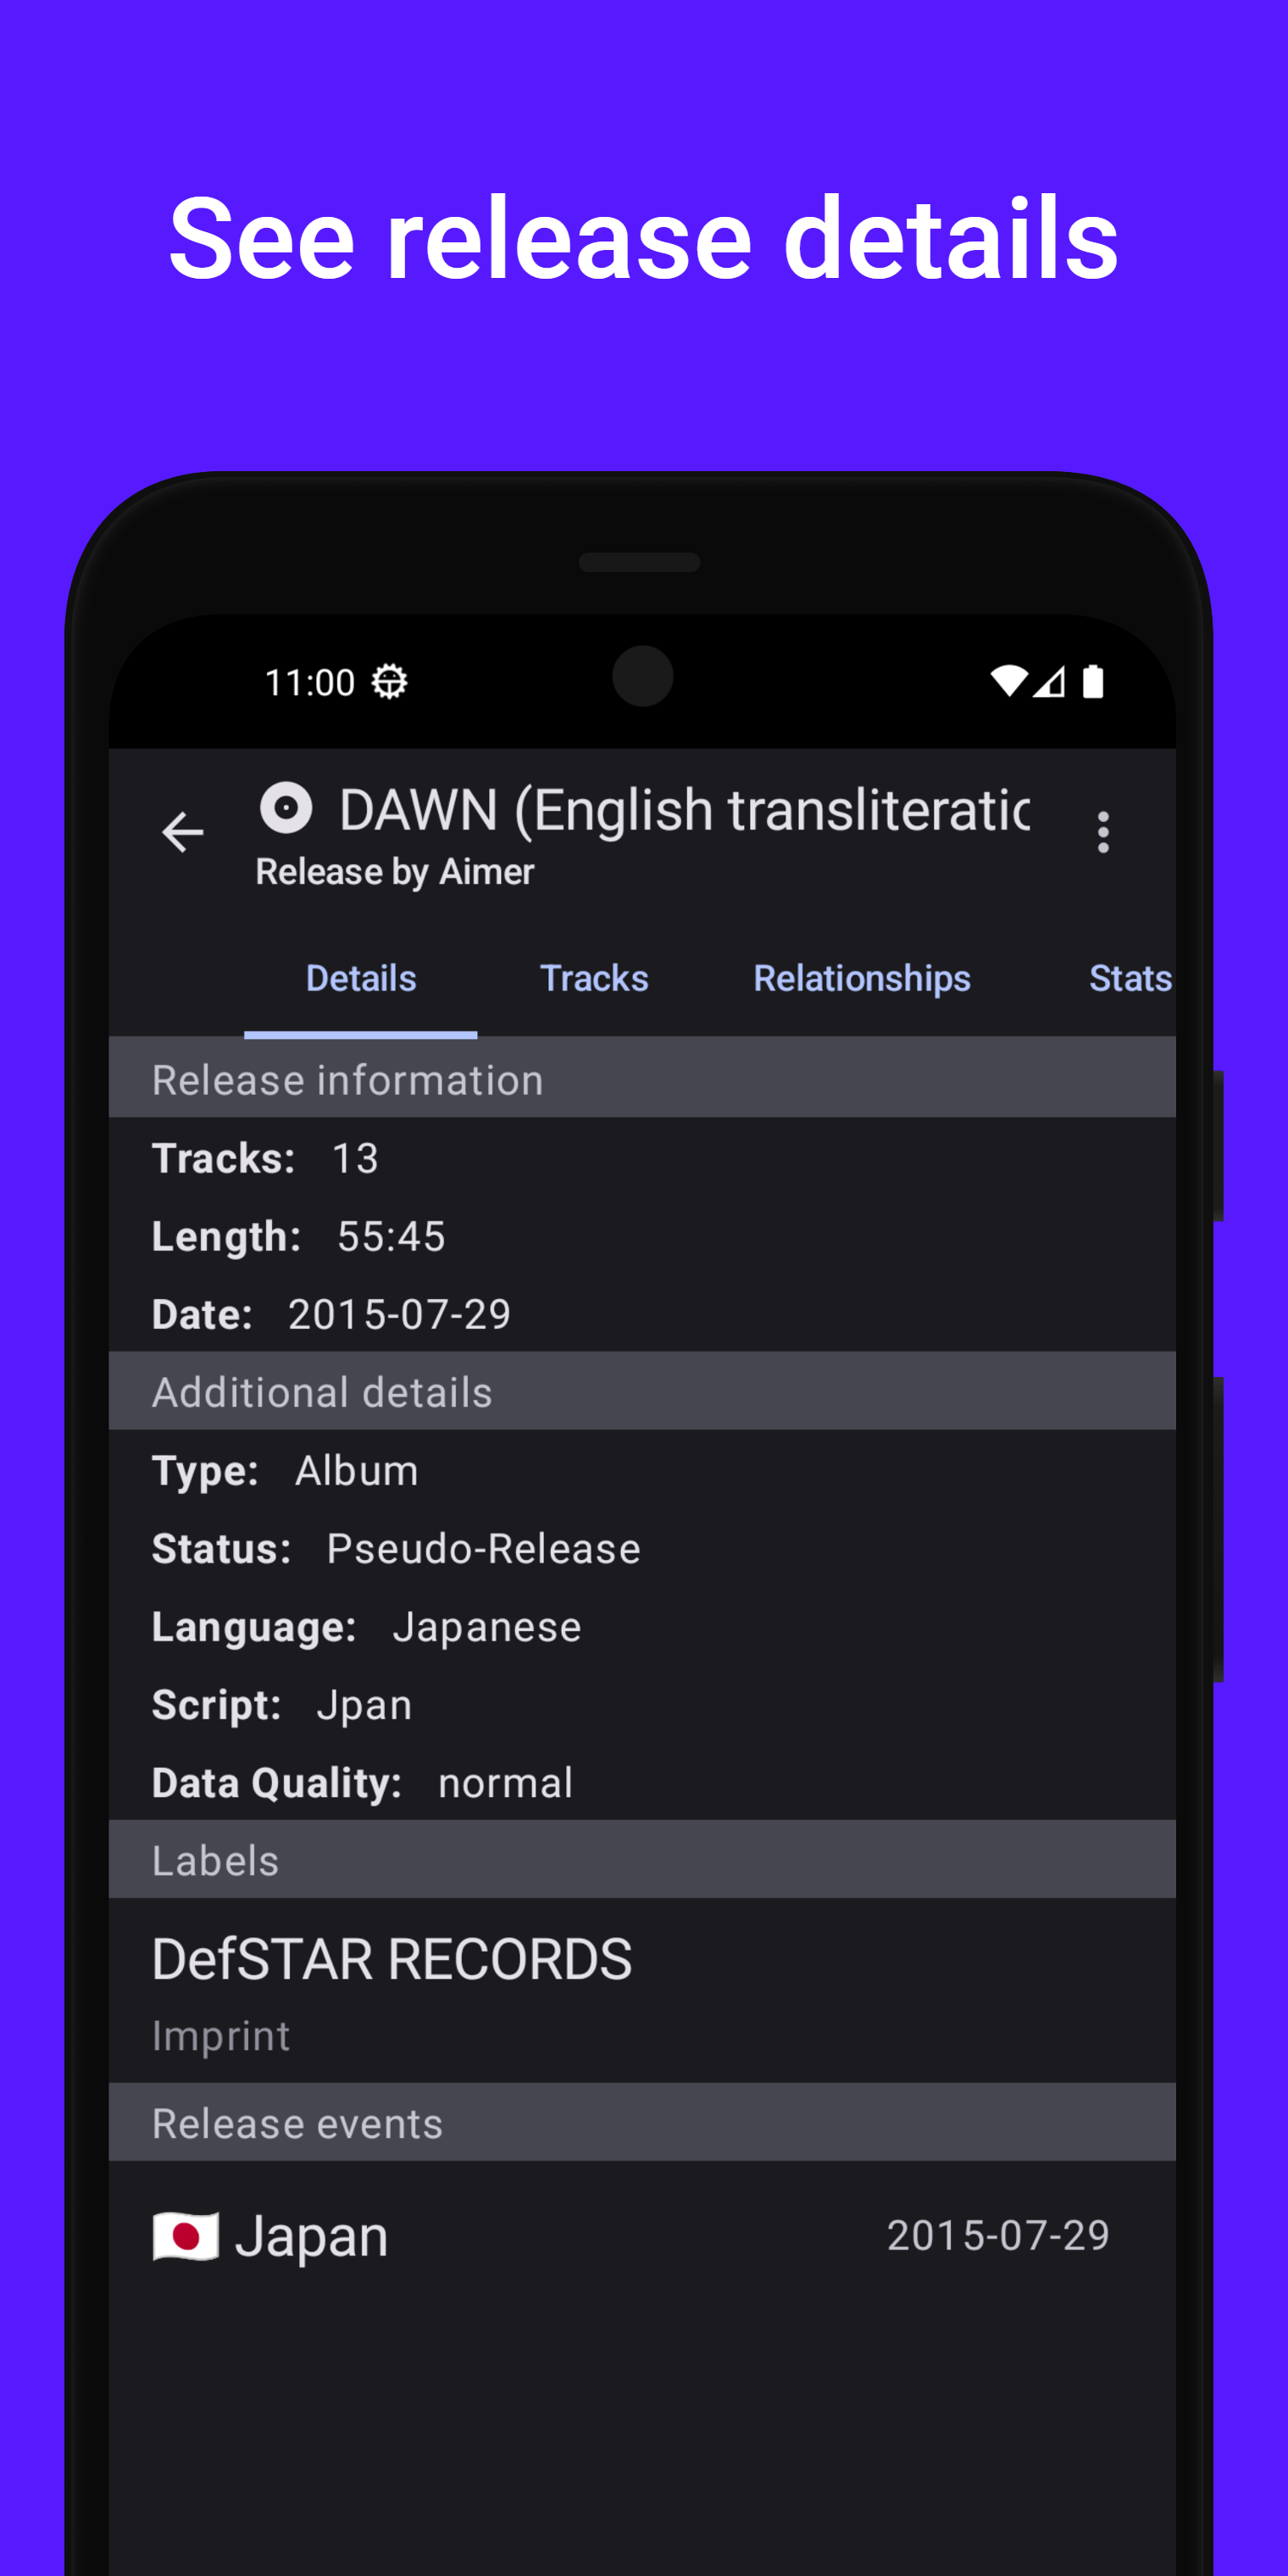 See release details
11:00
DAWN (English transliteratic
Release by Aimer
Details Tracks Relationships Stats
Release information
Tracks: 13
Length: 55:45
Date: 2015-07-29
Additional details
Type: Album
Status: Pseudo-Release
Language: Japanese
Script: Jpan
Data Quality: normal
Labels
DefSTAR RECORDS
Imprint
Release events
Japan 2015-07-29